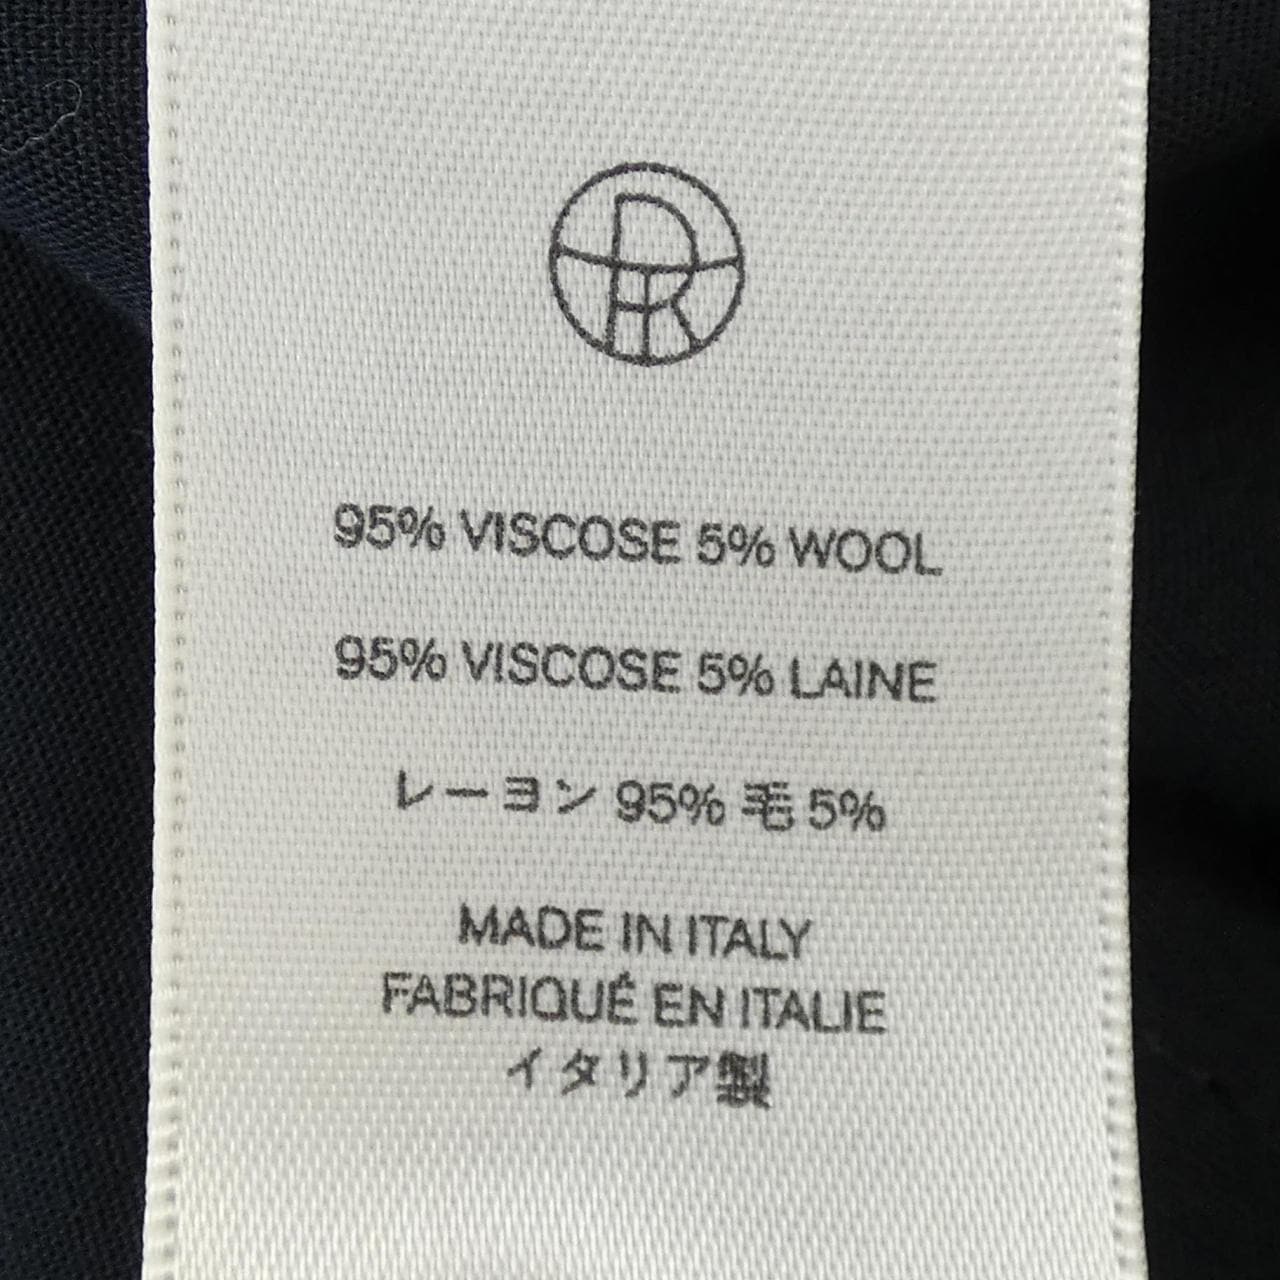 95% VISCOSE 5% WOOL
95% VISCOSE 5% LAINE
レーヨン 95% 毛 5%
MADE IN ITALY
FABRIQUÉ EN ITALIE
イタリア製